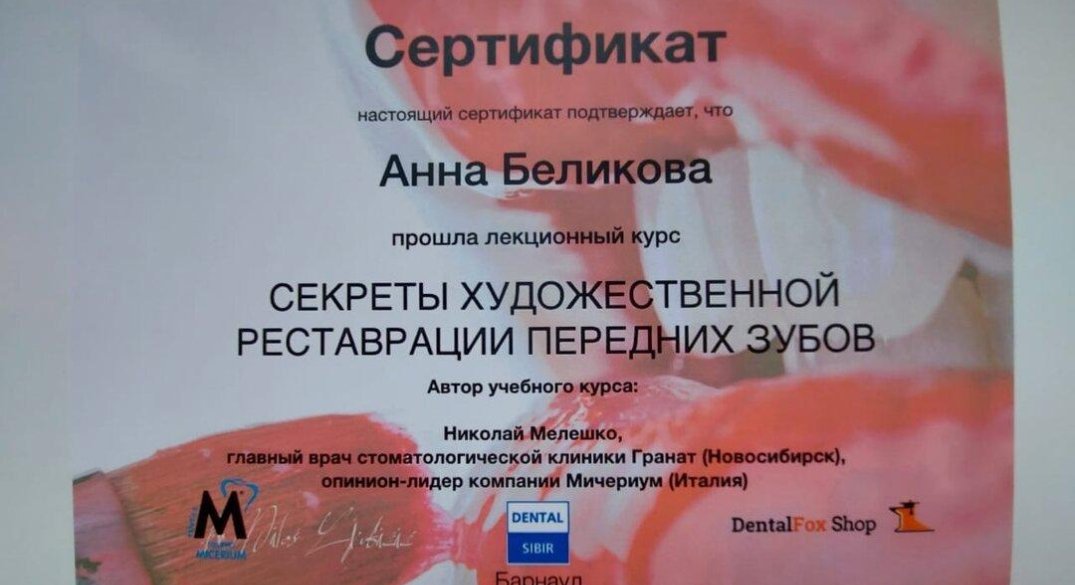 Сертификат
настоящий сертификат подтверждает, что
Анна Беликова
прошла лекционный курс
СЕКРЕТЫ ХУДОЖЕСТВЕННОЙ
РЕСТАВРАЦИИ ПЕРЕДНИХ ЗУБОВ
Автор учебного курса:
Николай Мелешко,
главный врач стоматологической клиники Гранат (Новосибирск),
опинион-лидер компании Мичериум (Италия)
M
MICERIUM
DENTAL
SIBIR
DentalFox Shop
Барнаул